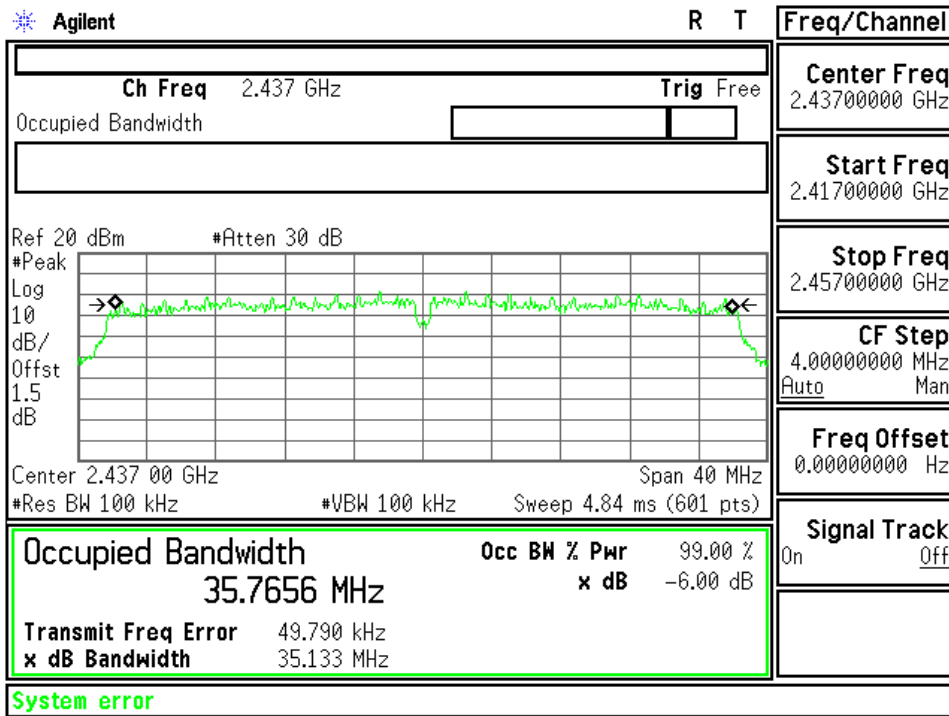 Agilent
R T
Freq/Channel
Ch Freq 2.437 GHz
Trig Free
Occupied Bandwidth
Center Freq
2.43700000 GHz
Start Freq
2.41700000 GHz
Stop Freq
2.45700000 GHz
CF Step
4.00000000 MHz
Auto Man
Freq Offset
0.00000000 Hz
Signal Track
On Off
Ref 20 dBm
#Atten 30 dB
#Peak
Log
10
dB/
Offst
1.5
dB
Center 2.437 00 GHz
Span 40 MHz
#Res BW 100 kHz
#VBW 100 kHz
Sweep 4.84 ms (601 pts)
Occupied Bandwidth
35.7656 MHz
Occ BW % Pwr 99.00 %
x dB -6.00 dB
Transmit Freq Error 49.790 kHz
x dB Bandwidth 35.133 MHz
System error